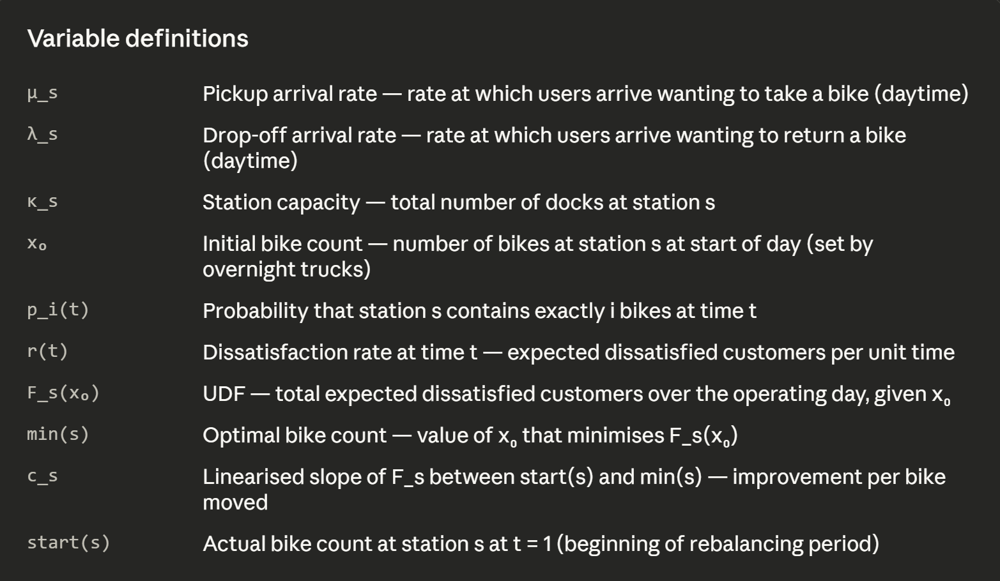 Variable definitions
μ_s
Pickup arrival rate — rate at which users arrive wanting to take a bike (daytime)
λ_s
Drop-off arrival rate — rate at which users arrive wanting to return a bike
(daytime)
κ_s
Station capacity — total number of docks at station s
x₀
Initial bike count — number of bikes at station s at start of day (set by
overnight trucks)
p_i(t)
Probability that station s contains exactly i bikes at time t
r(t)
Dissatisfaction rate at time t — expected dissatisfied customers per unit time
F_s(x₀)
UDF — total expected dissatisfied customers over the operating day, given x₀
min(s)
Optimal bike count — value of x₀ that minimises F_s(x₀)
c_s
Linearised slope of F_s between start(s) and min(s) — improvement per bike
moved
start(s)
Actual bike count at station s at t = 1 (beginning of rebalancing period)